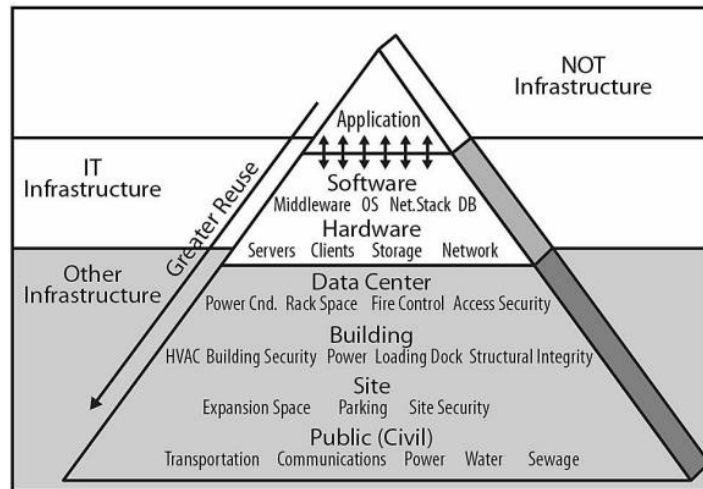 NOT
Infrastructure
Application
IT
Infrastructure
Greater Reuse
Software
Middleware OS Net.Stack DB
Hardware
Servers Clients Storage Network
Other
Infrastructure
Data Center
Power Cnd. Rack Space Fire Control Access Security
Building
HVAC Building Security Power Loading Dock Structural Integrity
Site
Expansion Space Parking Site Security
Public (Civil)
Transportation Communications Power Water Sewage